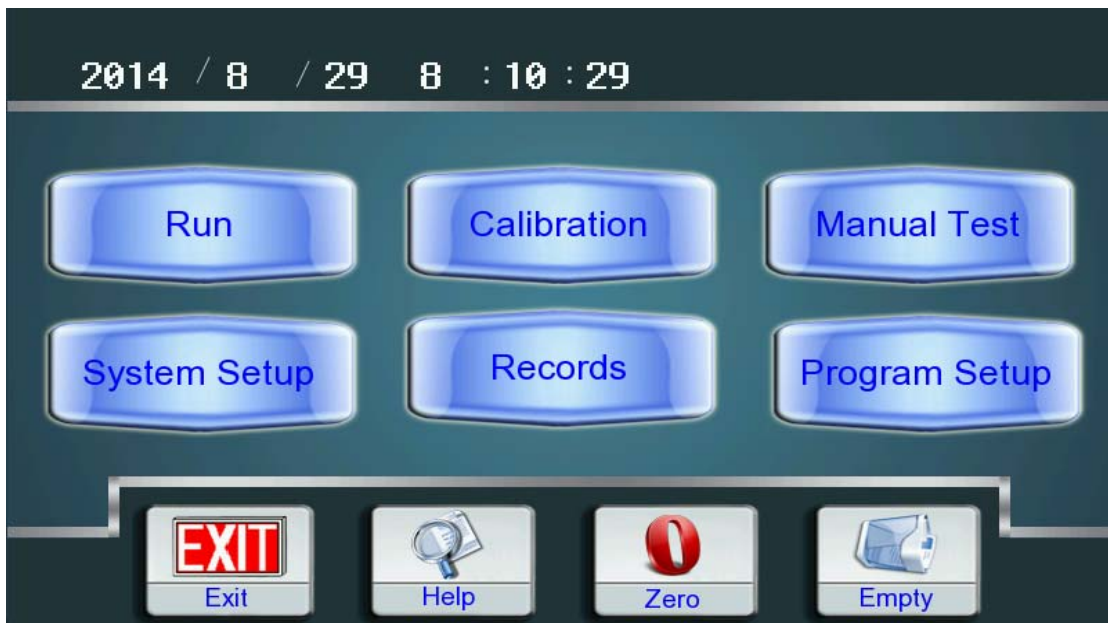 2014 / 8 / 29 8 : 10 : 29
Run Calibration Manual Test
System Setup Records Program Setup
EXIT
Exit Help Zero Empty